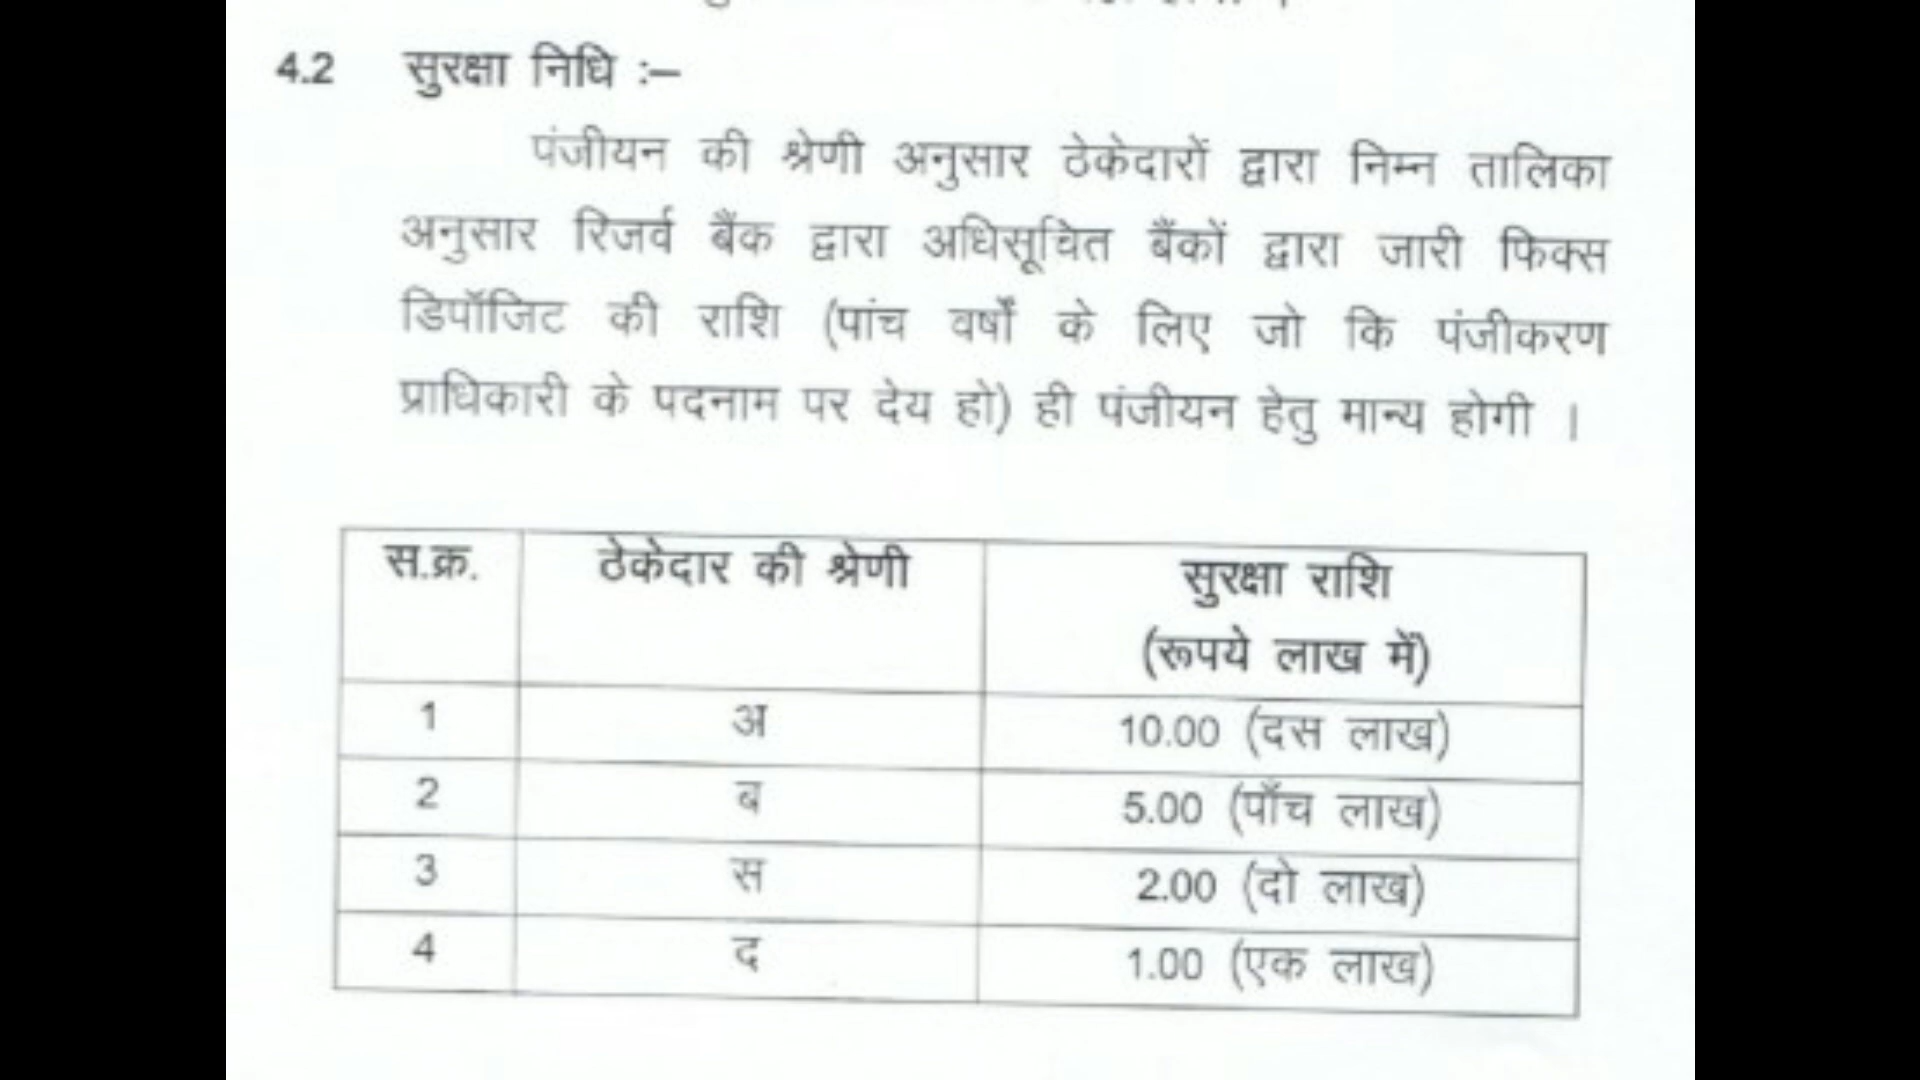 4.2 सुरक्षा निधि :–
पंजीयन की श्रेणी अनुसार ठेकेदारों द्वारा निम्न तालिका
अनुसार रिजर्व बैंक द्वारा अधिसूचित बैंकों द्वारा जारी फिक्स
डिपॉजिट की राशि (पांच वर्षों के लिए जो कि पंजीकरण
प्राधिकारी के पदनाम पर देय हो) ही पंजीयन हेतु मान्य होगी ।
स.क्र. ठेकेदार की श्रेणी सुरक्षा राशि
(रूपये लाख में)
1 अ 10.00 (दस लाख)
2 ब 5.00 (पॉंच लाख)
3 स 2.00 (दो लाख)
4 द 1.00 (एक लाख)